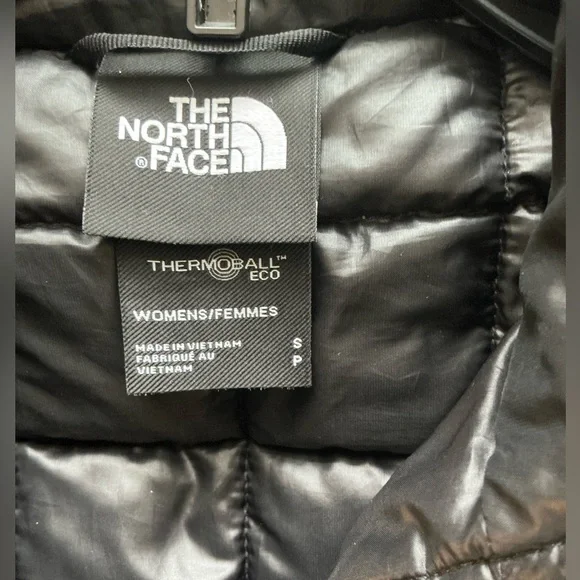 THE
NORTH
® FACE
THERMOBALL™
ECO
WOMENS/FEMMES
MADE IN VIETNAM S
FABRIQUÉ AU P
VIETNAM